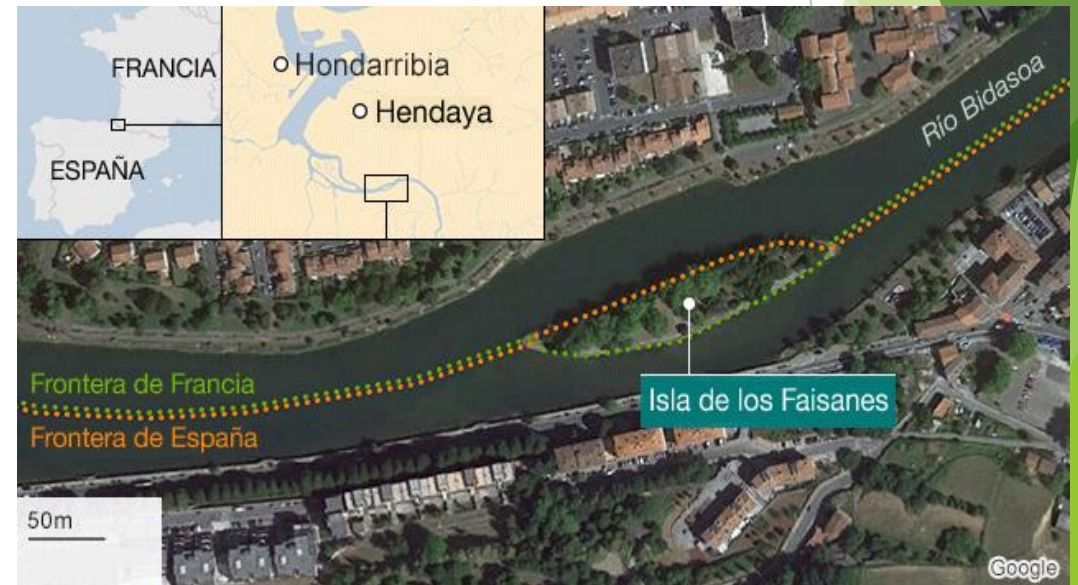 FRANCIA
ESPAÑA
Hondarribia
Hendaya
Río Bidasoa
Isla de los Faisanes
Frontera de Francia
Frontera de España
50m
Google